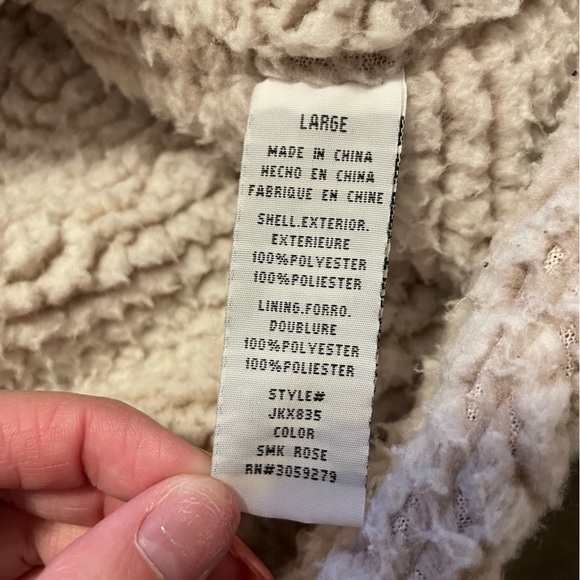 LARGE
MADE IN CHINA
HECHO EN CHINA
FABRIQUE EN CHINE
SHELL.EXTERIOR.
EXTERIEURE
100%POLYESTER
100%POLIESTER
LINING.FORRO.
DOUBLURE
100%POLYESTER
100%POLIESTER
STYLE#
JKX835
COLOR
SMK ROSE
RN#3059279